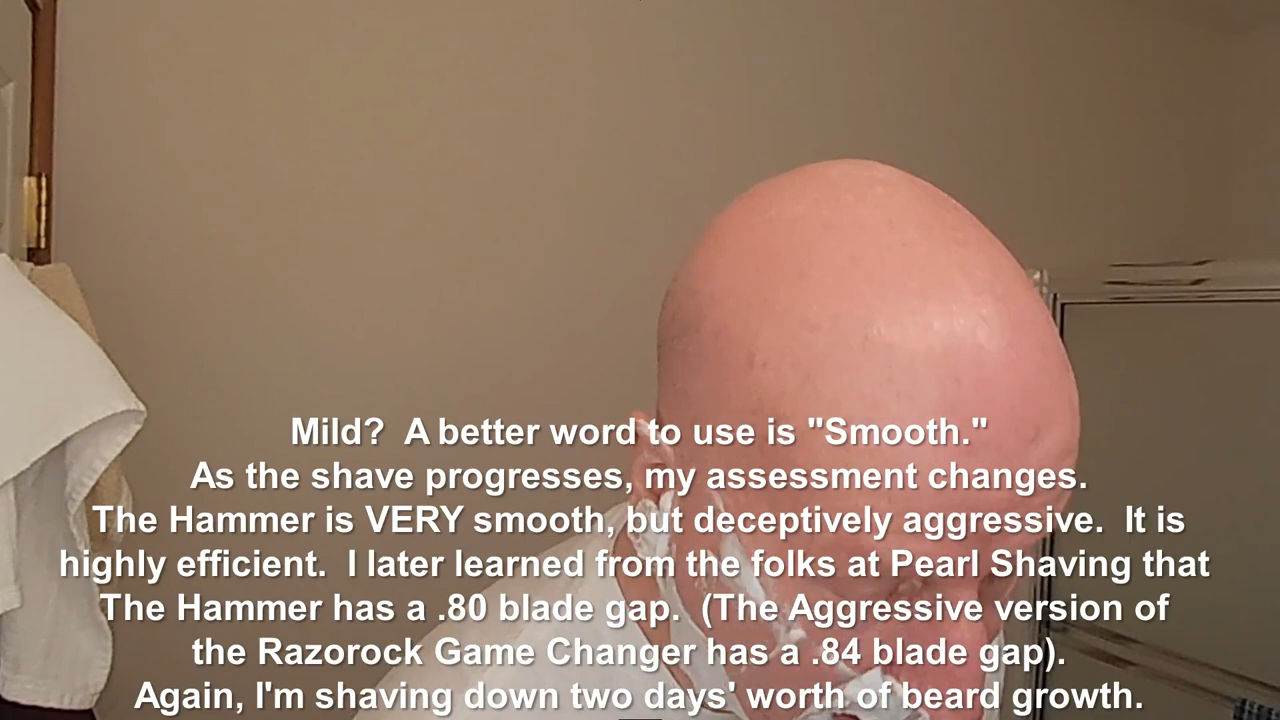 Mild?  A better word to use is "Smooth."
As the shave progresses, my assessment changes.
The Hammer is VERY smooth, but deceptively aggressive.  It is
highly efficient.  I later learned from the folks at Pearl Shaving that
The Hammer has a .80 blade gap.  (The Aggressive version of
the Razorock Game Changer has a .84 blade gap).
Again, I'm shaving down two days' worth of beard growth.